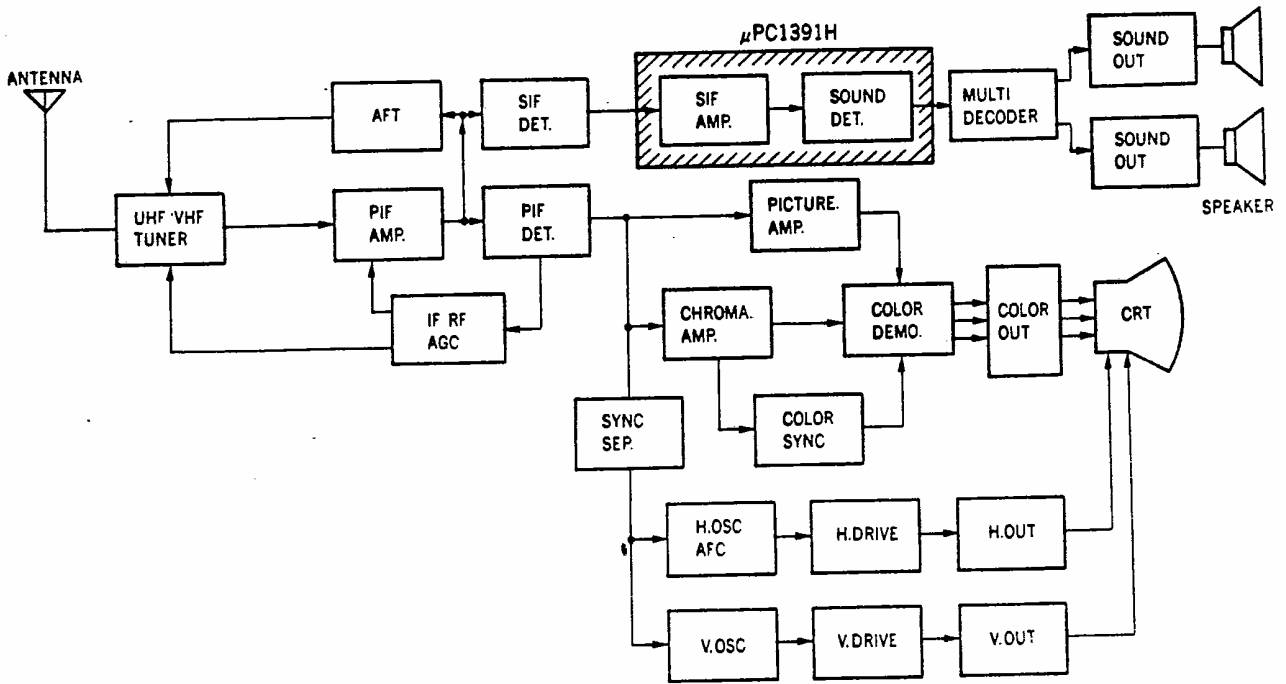 μPC1391H
ANTENNA
AFT
SIF
DET.
SIF
AMP.
SOUND
DET.
MULTI
DECODER
SOUND
OUT
SOUND
OUT
SPEAKER
UHF VHF
TUNER
PIF
AMP.
PIF
DET.
PICTURE.
AMP.
IF RF
AGC
CHROMA.
AMP.
COLOR
DEMO.
COLOR
OUT
CRT
SYNC
SEP.
COLOR
SYNC
H.OSC
AFC
H.DRIVE
H.OUT
V.OSC
V.DRIVE
V.OUT